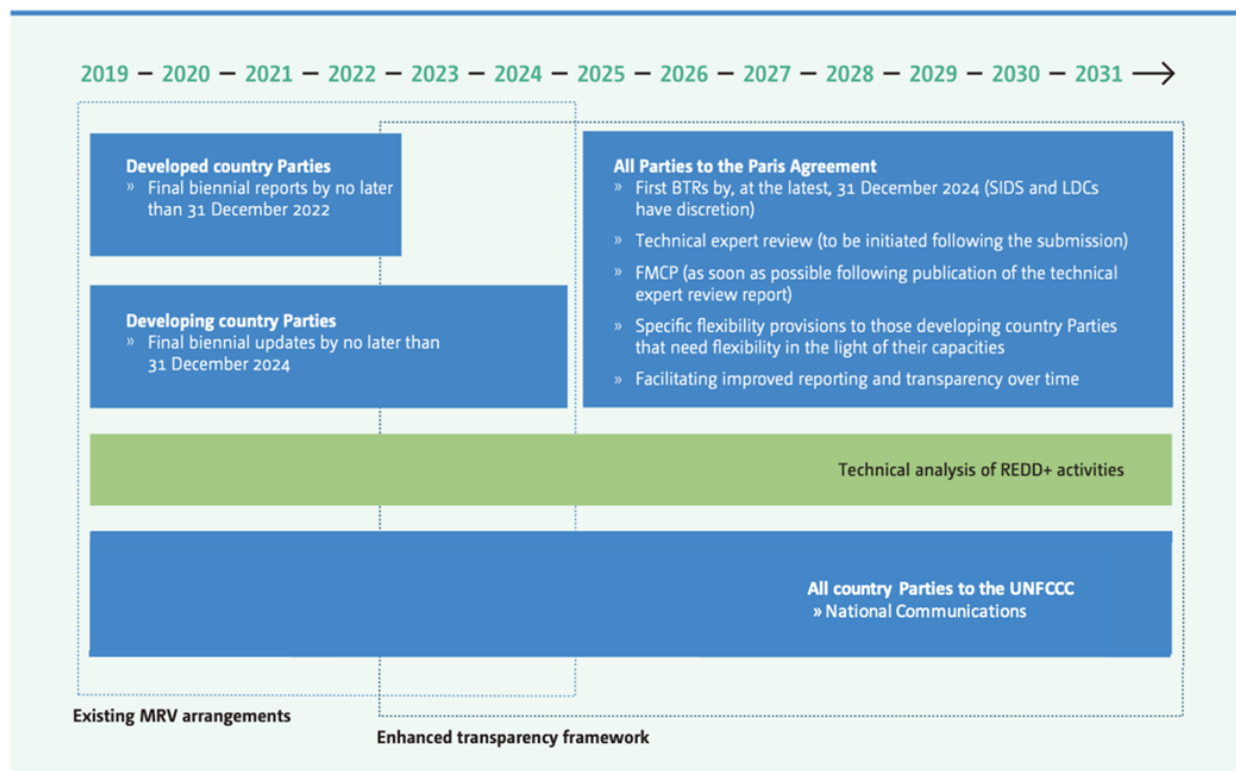 2019 – 2020 – 2021 – 2022 – 2023 – 2024 – 2025 – 2026 – 2027 – 2028 – 2029 – 2030 – 2031
Developed country Parties
» Final biennial reports by no later
than 31 December 2022
Developing country Parties
» Final biennial updates by no later than
31 December 2024
All Parties to the Paris Agreement
» First BTRs by, at the latest, 31 December 2024 (SIDS and LDCs
have discretion)
» Technical expert review (to be initiated following the submission)
» FMCP (as soon as possible following publication of the technical
expert review report)
» Specific flexibility provisions to those developing country Parties
that need flexibility in the light of their capacities
» Facilitating improved reporting and transparency over time
Technical analysis of REDD+ activities
All country Parties to the UNFCCC
» National Communications
Existing MRV arrangements
Enhanced transparency framework